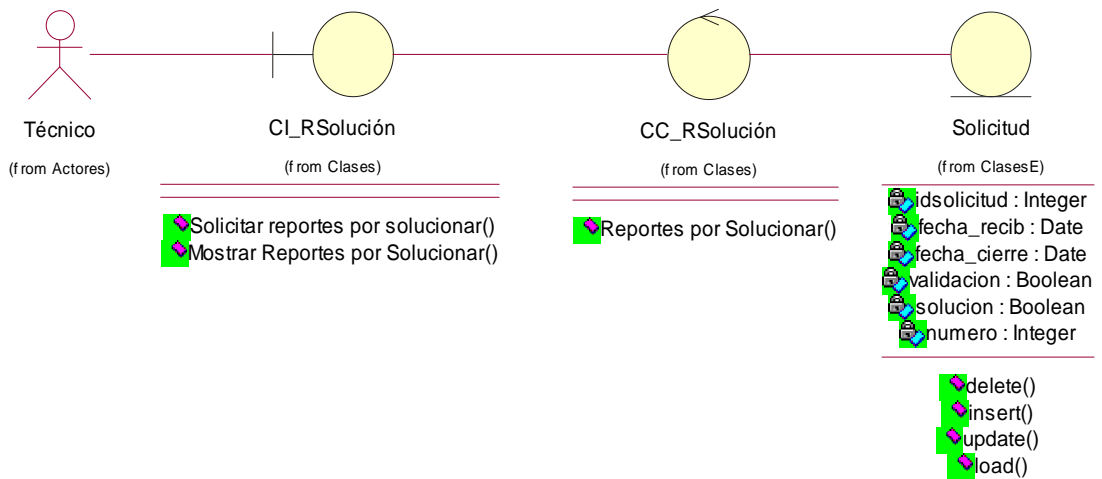 Técnico
(from Actores)
CI_RSolución
(from Clases)
Solicitar reportes por solucionar()
Mostrar Reportes por Solucionar()
CC_RSolución
(from Clases)
Reportes por Solucionar()
Solicitud
(from ClasesE)
idsolicitud : Integer
fecha_recib : Date
fecha_cierre : Date
validacion : Boolean
solucion : Boolean
numero : Integer
delete()
insert()
update()
load()